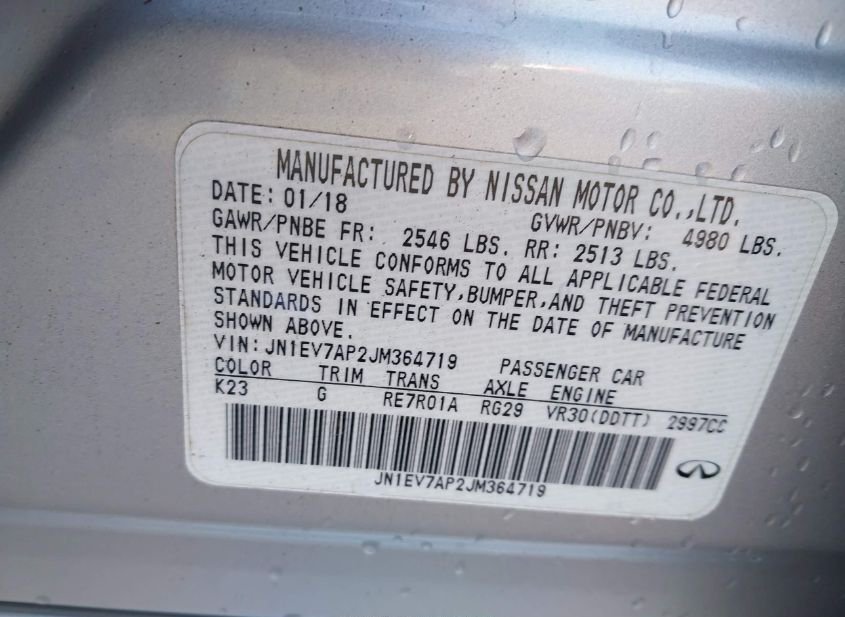 MANUFACTURED BY NISSAN MOTOR CO.,LTD.
DATE: 01/18 GVWR/PNBV: 4980 LBS.
GAWR/PNBE FR: 2546 LBS. RR: 2513 LBS.
THIS VEHICLE CONFORMS TO ALL APPLICABLE FEDERAL
MOTOR VEHICLE SAFETY,BUMPER,AND THEFT PREVENTION
STANDARDS IN EFFECT ON THE DATE OF MANUFACTURE
SHOWN ABOVE.
VIN:JN1EV7AP2JM364719 PASSENGER CAR
COLOR TRIM TRANS AXLE ENGINE
K23 G RE7R01A RG29 VR30(DDTT) 2997CC
JN1EV7AP2JM364719